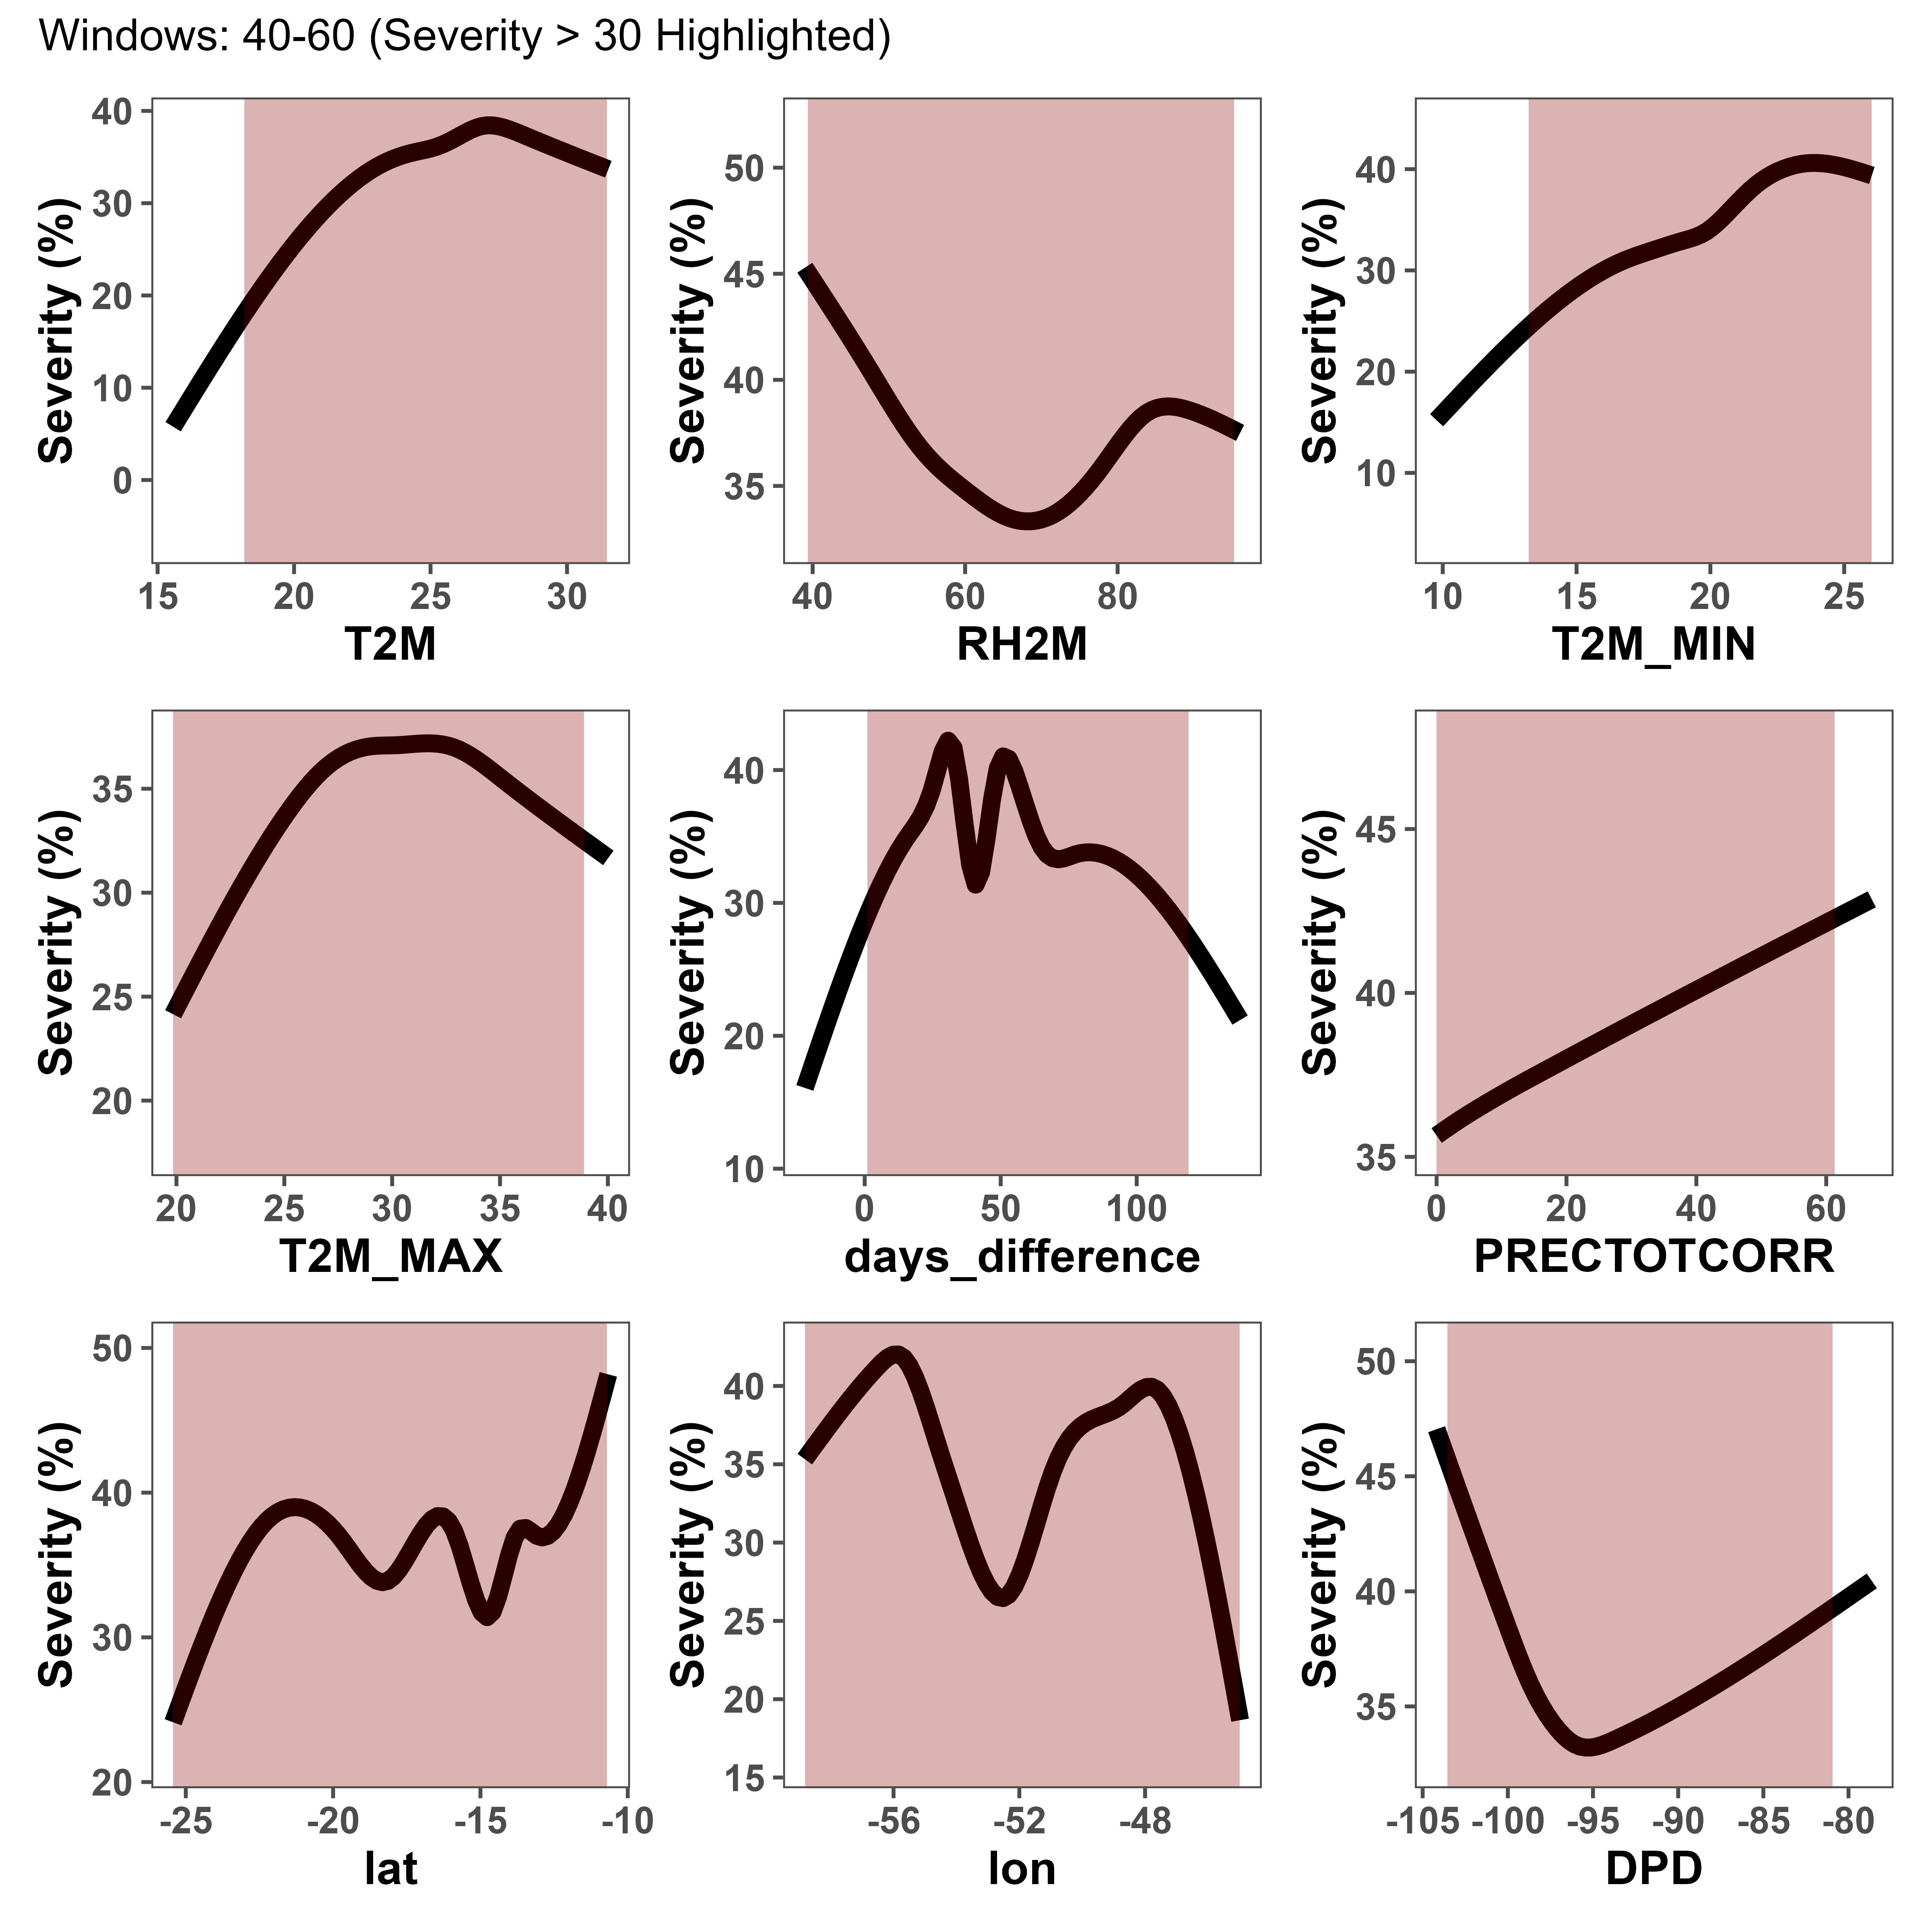 Windows: 40-60 (Severity > 30 Highlighted)
Severity (%)
40
30
20
10
0
15 20 25 30
T2M
Severity (%)
50
45
40
35
40 60 80
RH2M
Severity (%)
40
30
20
10
10 15 20 25
T2M_MIN
Severity (%)
35
30
25
20
20 25 30 35 40
T2M_MAX
Severity (%)
40
30
20
10
0 50 100
days_difference
Severity (%)
45
40
35
0 20 40 60
PRECTOTCORR
Severity (%)
50
40
30
20
-25 -20 -15 -10
lat
Severity (%)
40
35
30
25
20
15
-56 -52 -48
lon
Severity (%)
50
45
40
35
-105 -100 -95 -90 -85 -80
DPD